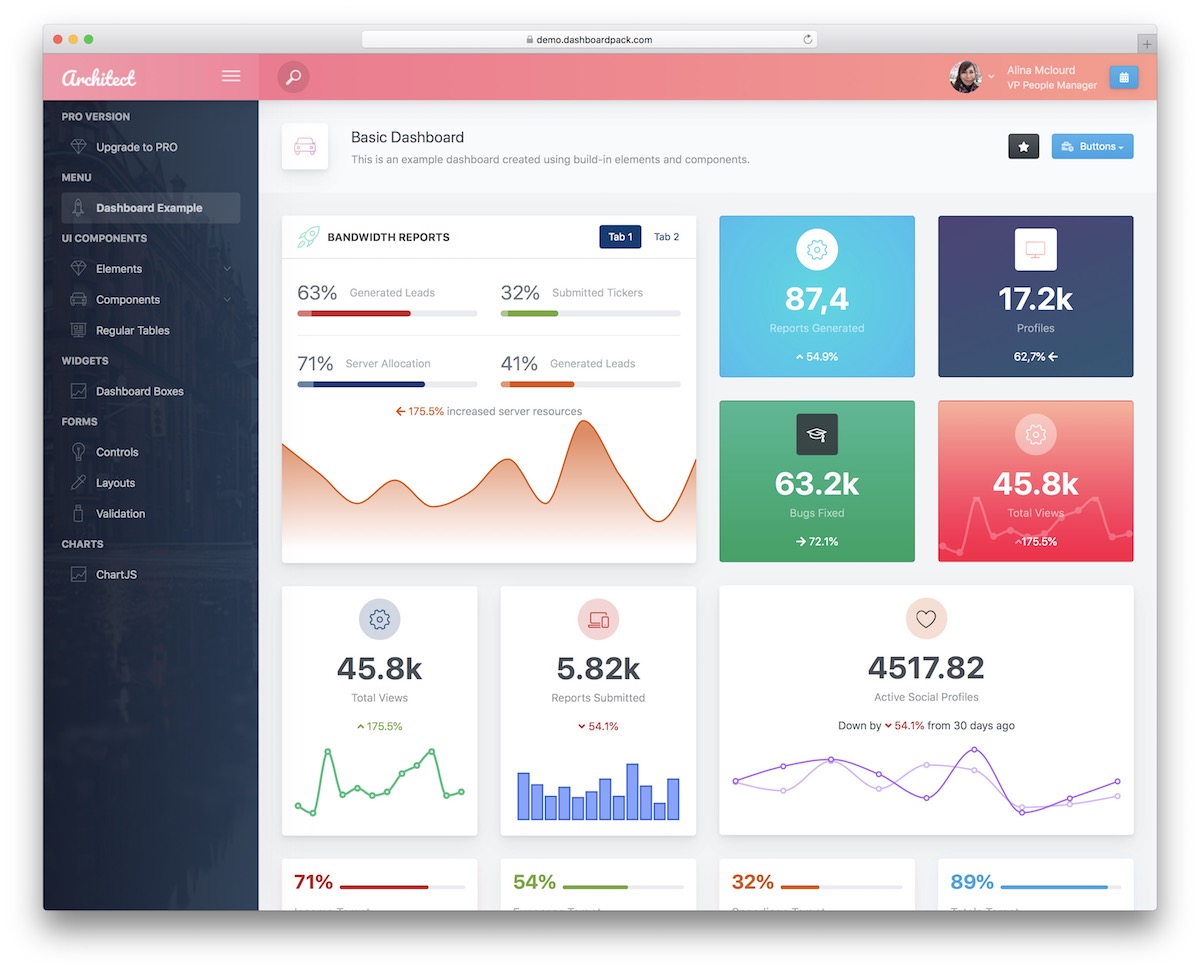 demo.dashboardpack.com
Architect
Alina Mclourd
VP People Manager
PRO VERSION
Upgrade to PRO
MENU
Dashboard Example
UI COMPONENTS
Elements
Components
Regular Tables
WIDGETS
Dashboard Boxes
FORMS
Controls
Layouts
Validation
CHARTS
ChartJS
Basic Dashboard
This is an example dashboard created using build-in elements and components.
Buttons
BANDWIDTH REPORTS
Tab 1
Tab 2
63% Generated Leads
32% Submitted Tickers
71% Server Allocation
41% Generated Leads
175.5% increased server resources
87,4
Reports Generated
54.9%
17.2k
Profiles
62,7%
63.2k
Bugs Fixed
72.1%
45.8k
Total Views
175.5%
45.8k
Total Views
175.5%
5.82k
Reports Submitted
54.1%
4517.82
Active Social Profiles
Down by 54.1% from 30 days ago
71%
54%
32%
89%